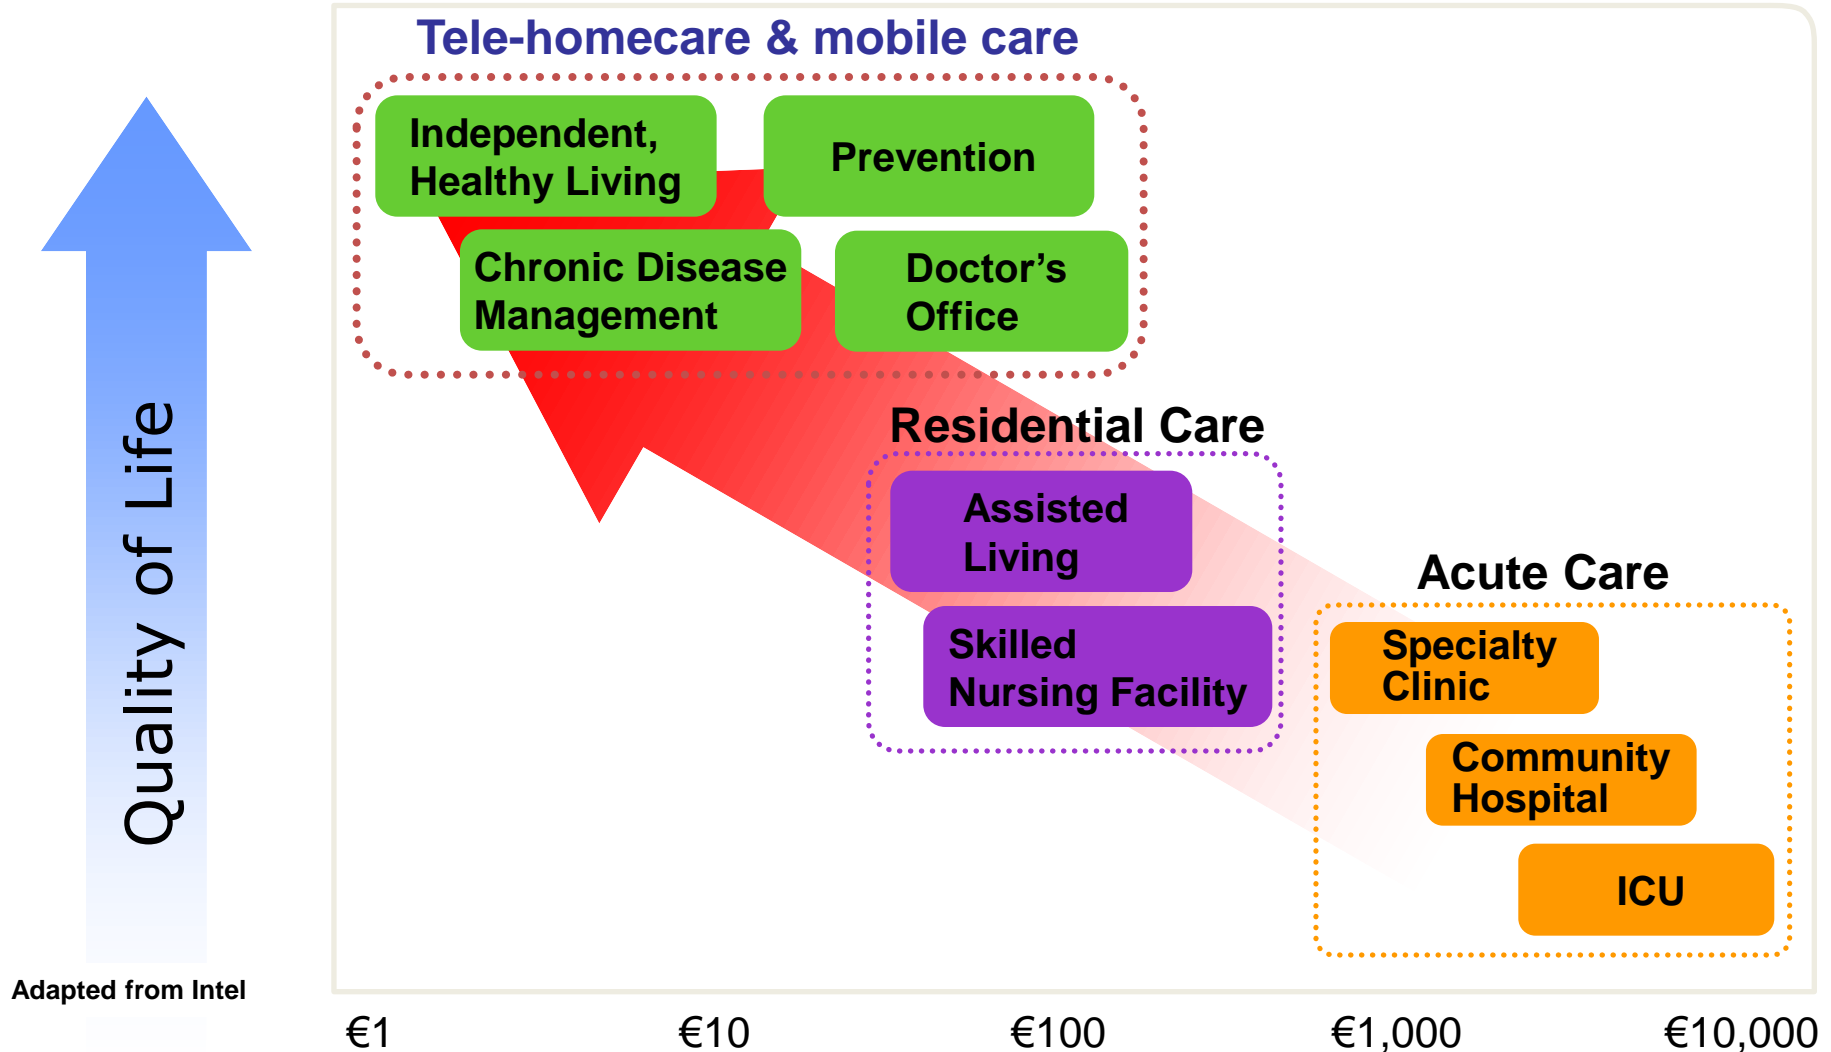 Tele-homecare & mobile care
Independent,
Healthy Living
Prevention
Chronic Disease
Management
Doctor’s
Office
Quality of Life
Residential Care
Assisted
Living
Skilled
Nursing Facility
Acute Care
Specialty
Clinic
Community
Hospital
ICU
Adapted from Intel
€1 €10 €100 €1,000 €10,000